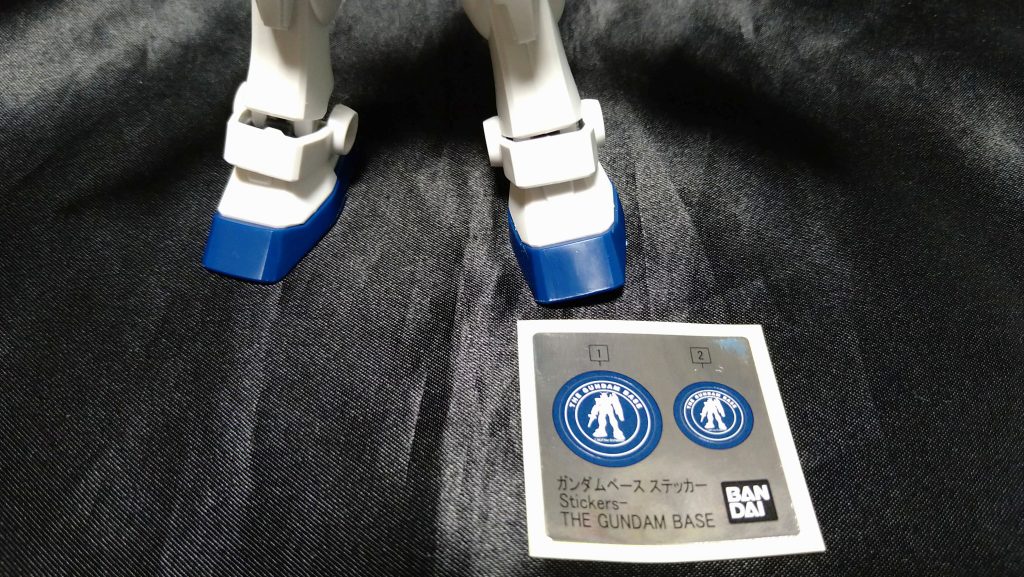 1
2
THE GUNDAM BASE
THE GUNDAM BASE
ガンダムベース ステッカー
Stickers-
THE GUNDAM BASE
BAN
DAI